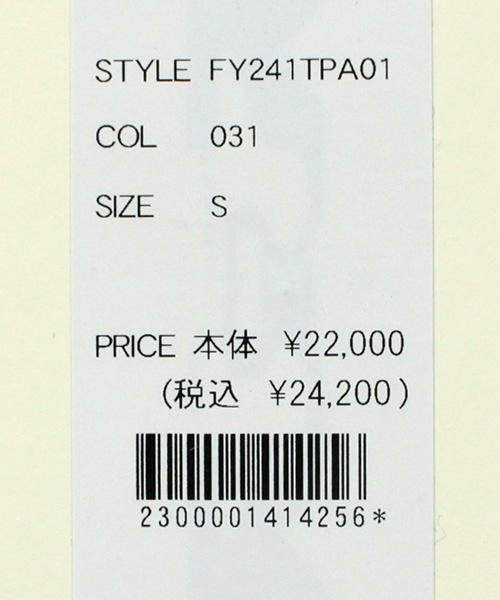 STYLE FY241TPA01
COL 031
SIZE S
PRICE 本体 ¥22,000
(税込 ¥24,200)
2300001414256*